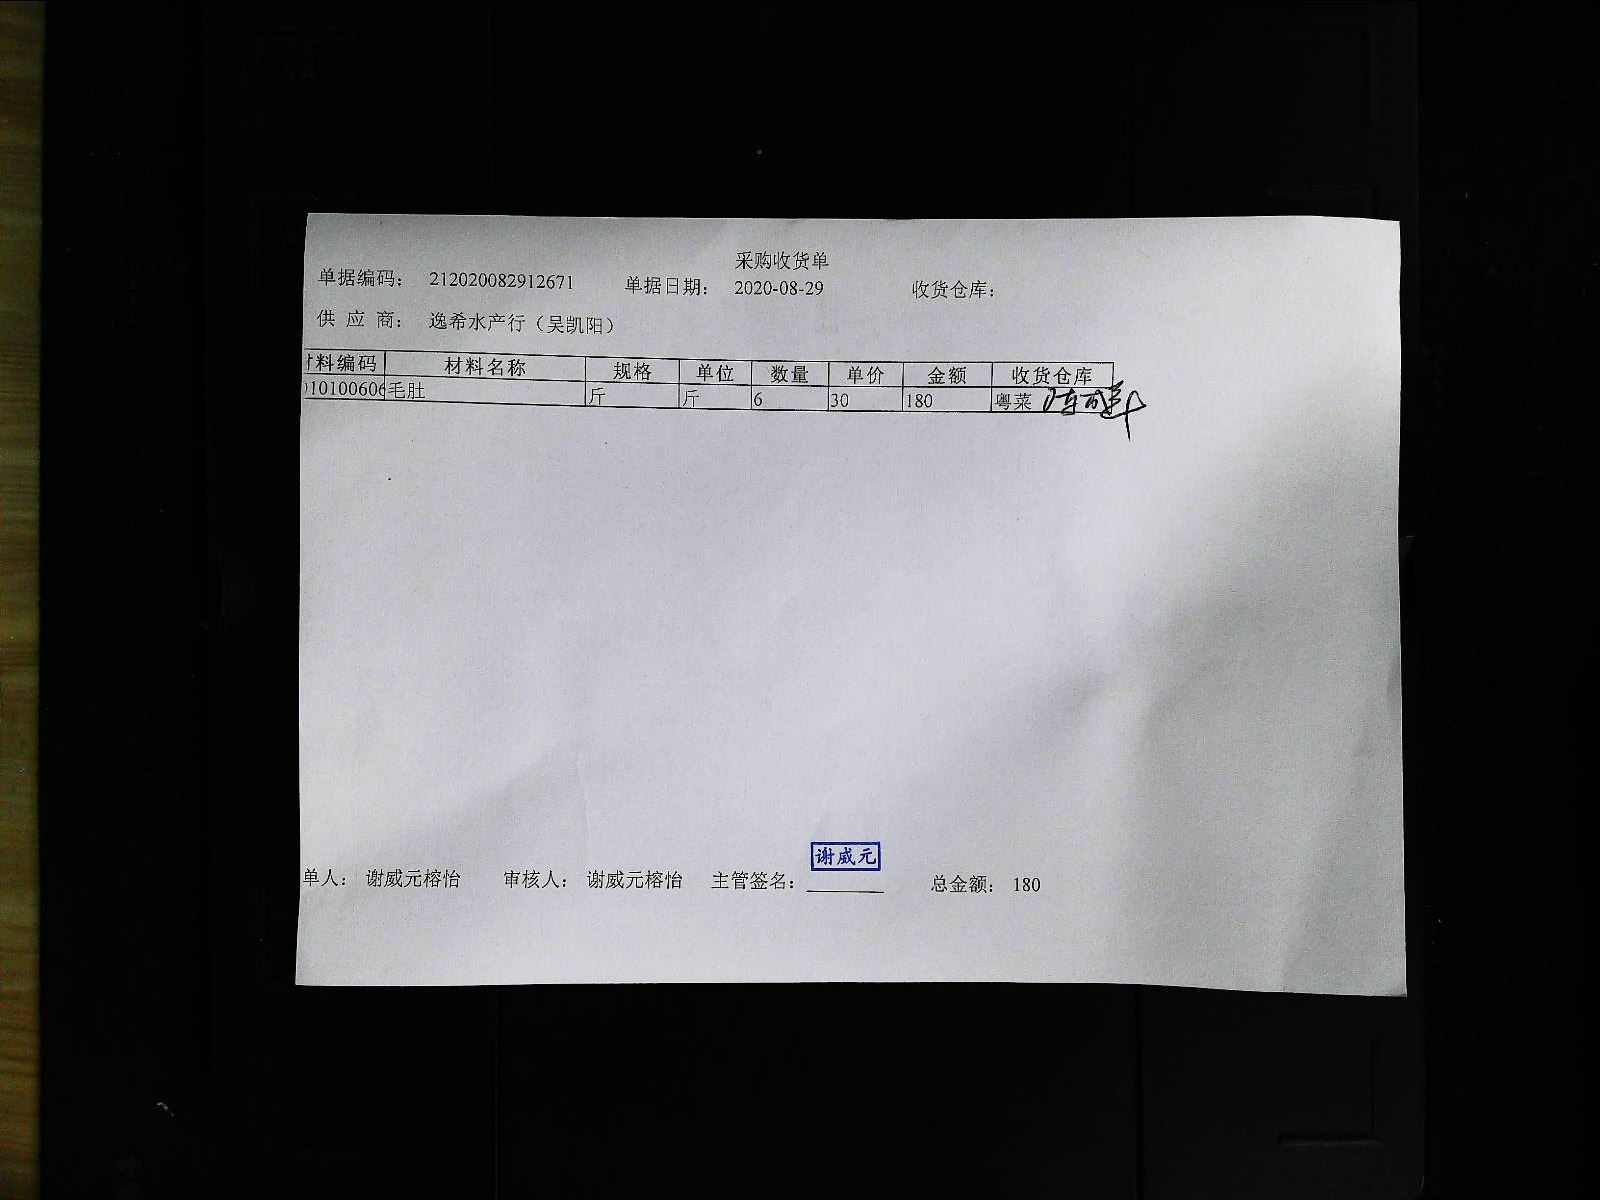 采购收货单
单据编码： 212020082912671 单据日期： 2020-08-29 收货仓库：
供 应 商： 逸希水产行（吴凯阳）
料编码 材料名称 规格 单位 数量 单价 金额 收货仓库
10100606 毛肚 斤 斤 6 30 180 粤菜
谢威元
单人： 谢威元榕怡 审核人： 谢威元榕怡 主管签名： 总金额： 180